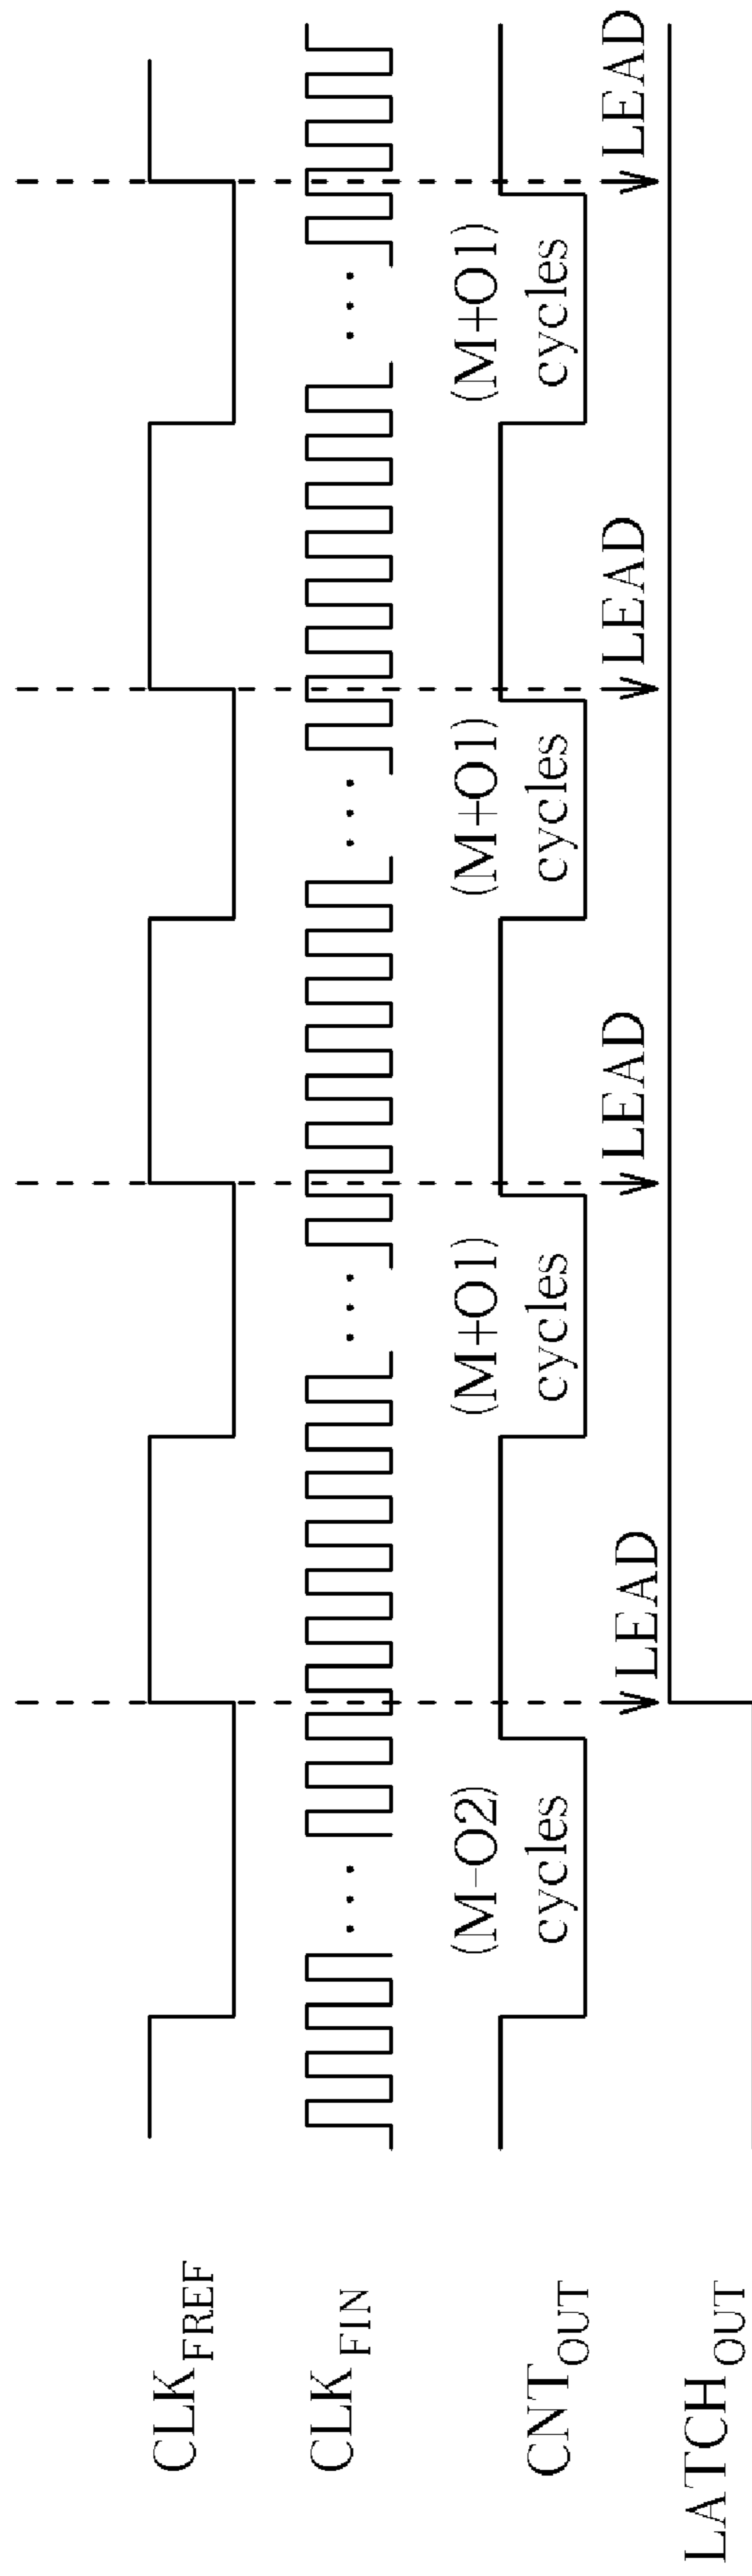 CLK_FREF
CLK_FIN
CNT_OUT
(M-O2)
cycles
(M+O1)
cycles
(M+O1)
cycles
(M+O1)
cycles
LEAD
LEAD
LEAD
LEAD
LATCH_OUT